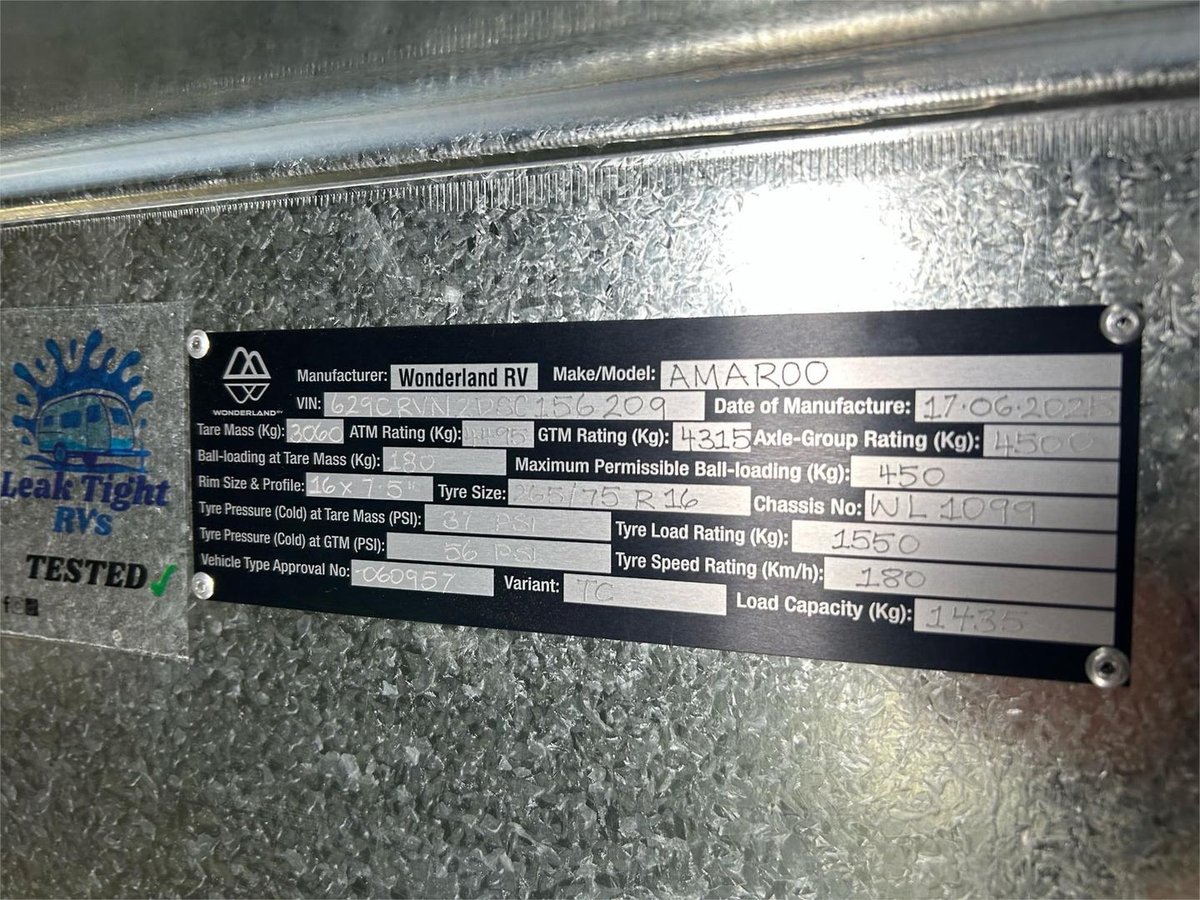 Manufacturer: Wonderland RV Make/Model: AMAROO
WONDERLAND RV
VIN: 629CRVN2DSC156209 Date of Manufacture: 17.06.2025
Tare Mass (Kg): 3060 ATM Rating (Kg): 4495 GTM Rating (Kg): 4315 Axle-Group Rating (Kg): 4500
Ball-loading at Tare Mass (Kg): 180 Maximum Permissible Ball-loading (Kg): 450
Rim Size & Profile: 16 x 7.5" Tyre Size: 265/75 R 16 Chassis No: WL 1099
Tyre Pressure (Cold) at Tare Mass (PSI): 37 PSI Tyre Load Rating (Kg): 1550
Tyre Pressure (Cold) at GTM (PSI): 56 PSI Tyre Speed Rating (Km/h): 180
Vehicle Type Approval No: -060957 Variant: TC Load Capacity (Kg): 1435
Leak Tight
RVs
TESTED